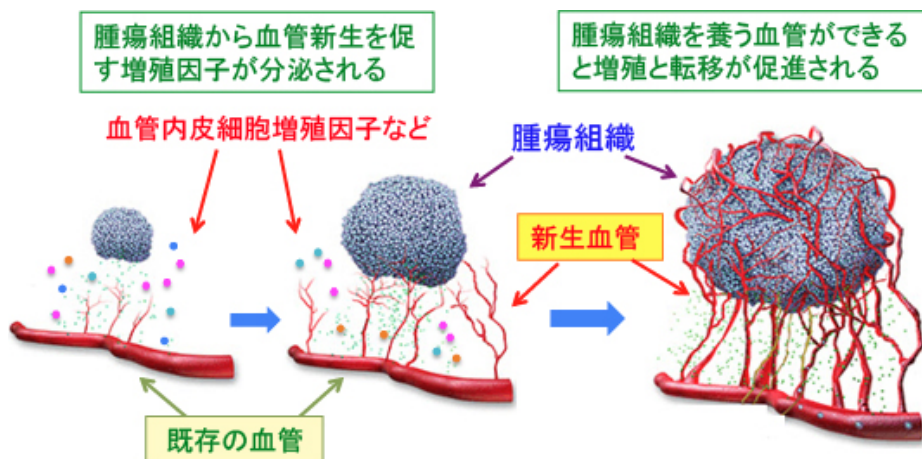 腫瘍組織から血管新生を促
す増殖因子が分泌される
腫瘍組織を養う血管ができる
と増殖と転移が促進される
血管内皮細胞増殖因子など
腫瘍組織
新生血管
既存の血管